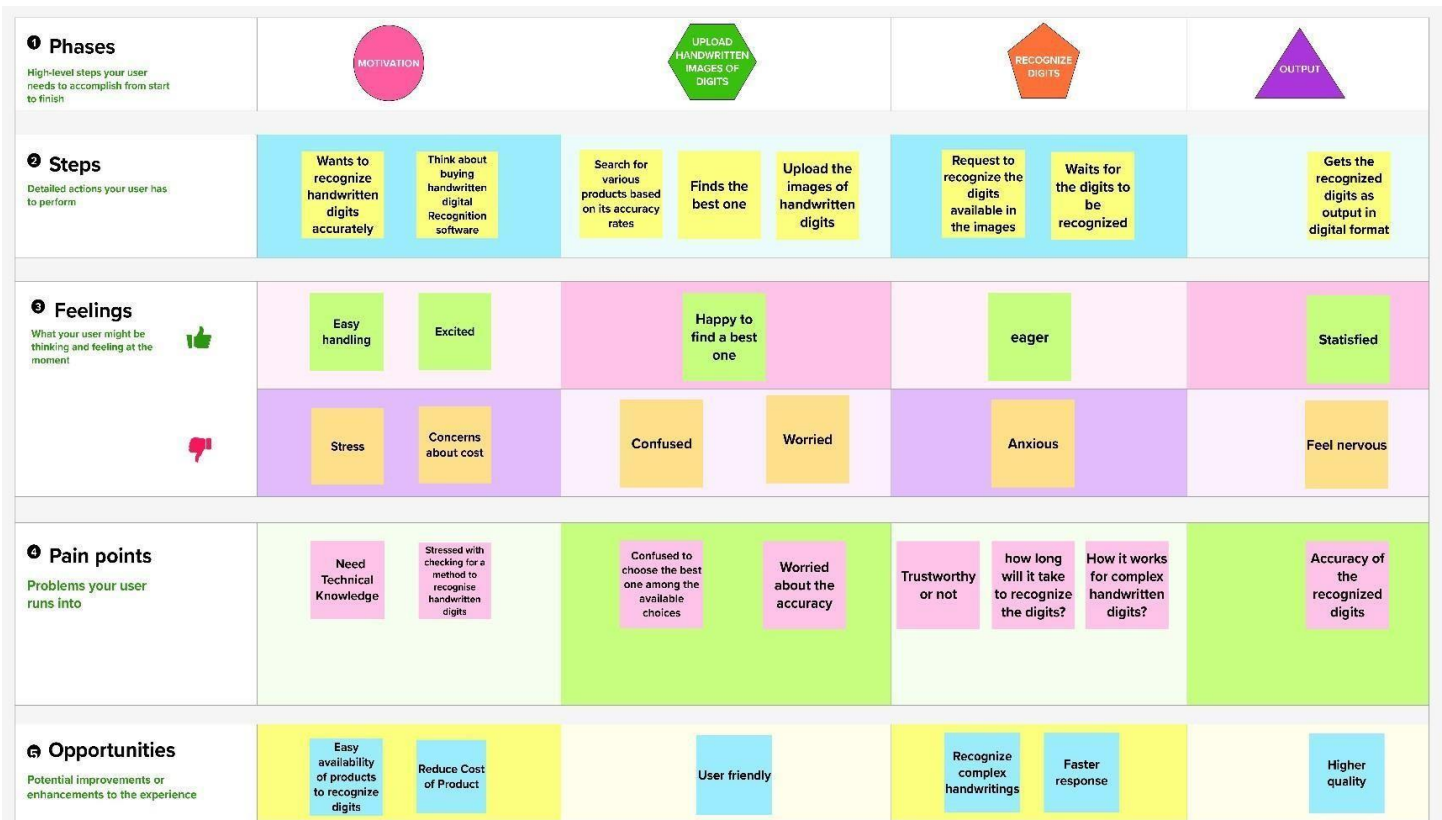 ❶ Phases
High-level steps your user
needs to accomplish from start
to finish
MOTIVATION
UPLOAD
HANDWRITTEN
IMAGES OF
DIGITS
RECOGNIZE
DIGITS
OUTPUT
❷ Steps
Detailed actions your user has
to perform
Wants to
recognize
handwritten
digits
accurately
Think about
buying
handwritten
digital
Recognition
software
Search for
various
products based
on its accuracy
rates
Finds the
best one
Upload the
images of
handwritten
digits
Request to
recognize the
digits
available in
the images
Waits for
the digits to
be
recognized
Gets the
recognized
digits as
output in
digital format
❸ Feelings
What your user might be
thinking and feeling at the
moment
Easy
handling
Excited
Happy to
find a best
one
eager
Statisfied
Stress
Concerns
about cost
Confused
Worried
Anxious
Feel nervous
❹ Pain points
Problems your user
runs into
Need
Technical
Knowledge
Stressed with
checking for a
method to
recognise
handwritten
digits
Confused to
choose the best
one among the
available
choices
Worried
about the
accuracy
Trustworthy
or not
how long
will it take
to recognize
the digits?
How it works
for complex
handwritten
digits?
Accuracy of
the
recognized
digits
❺ Opportunities
Potential improvements or
enhancements to the experience
Easy
availability
of products
to recognize
digits
Reduce Cost
of Product
User friendly
Recognize
complex
handwritings
Faster
response
Higher
quality